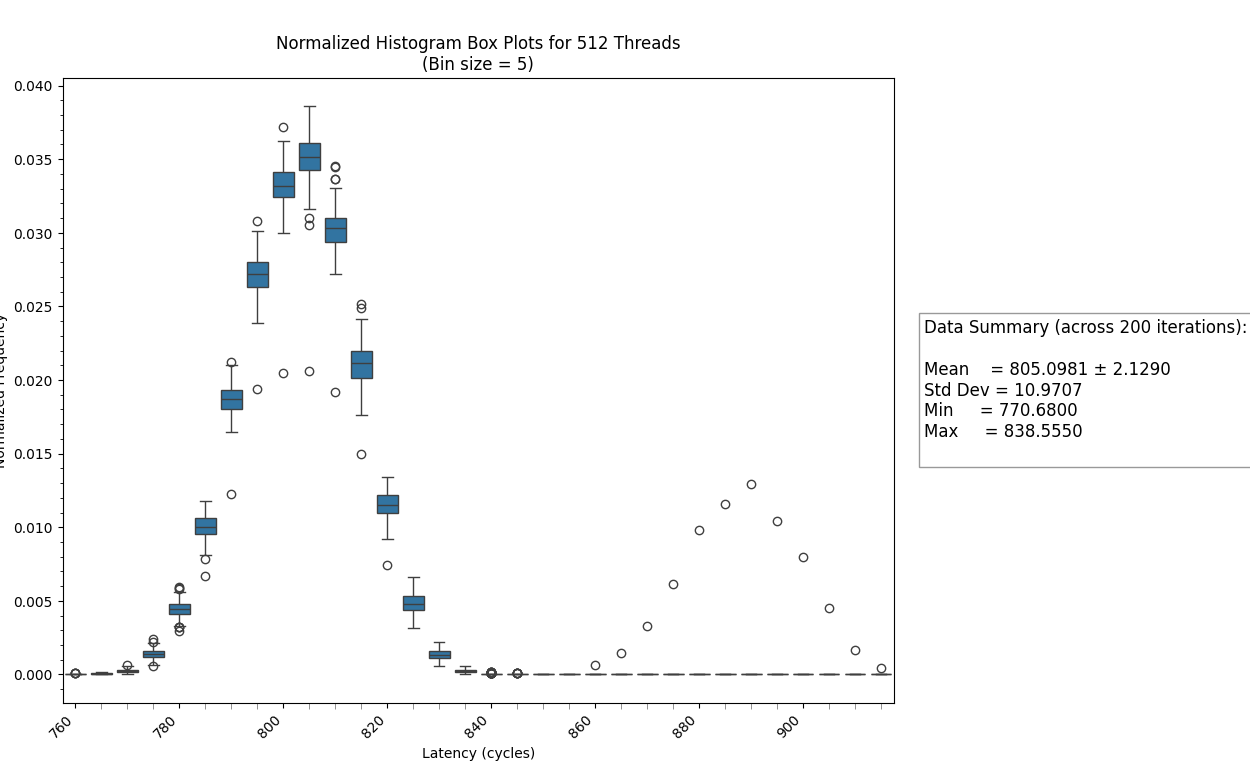 Normalized Histogram Box Plots for 512 Threads
(Bin size = 5)
0.040
0.035
0.030
0.025
0.020
0.015
0.010
0.005
0.000
760
780
800
820
840
860
880
900
Latency (cycles)
Data Summary (across 200 iterations):
Mean = 805.0981 ± 2.1290
Std Dev = 10.9707
Min = 770.6800
Max = 838.5550